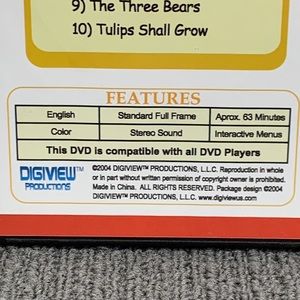 9) The Three Bears
10) Tulips Shall Grow
FEATURES
English Standard Full Frame Aprox. 63 Minutes
Color Stereo Sound Interactive Menus
This DVD is compatible with all DVD Players
DIGIVIEW™
PRODUCTIONS
©2004 DIGIVIEW™ PRODUCTIONS, L.L.C. Reproduction in whole
or in part without written permission of copyright owner is prohibited.
Made in China. ALL RIGHTS RESERVED. Package design ©2004
DIGIVIEW™ PRODUCTIONS, L.L.C. www.digiviewus.com